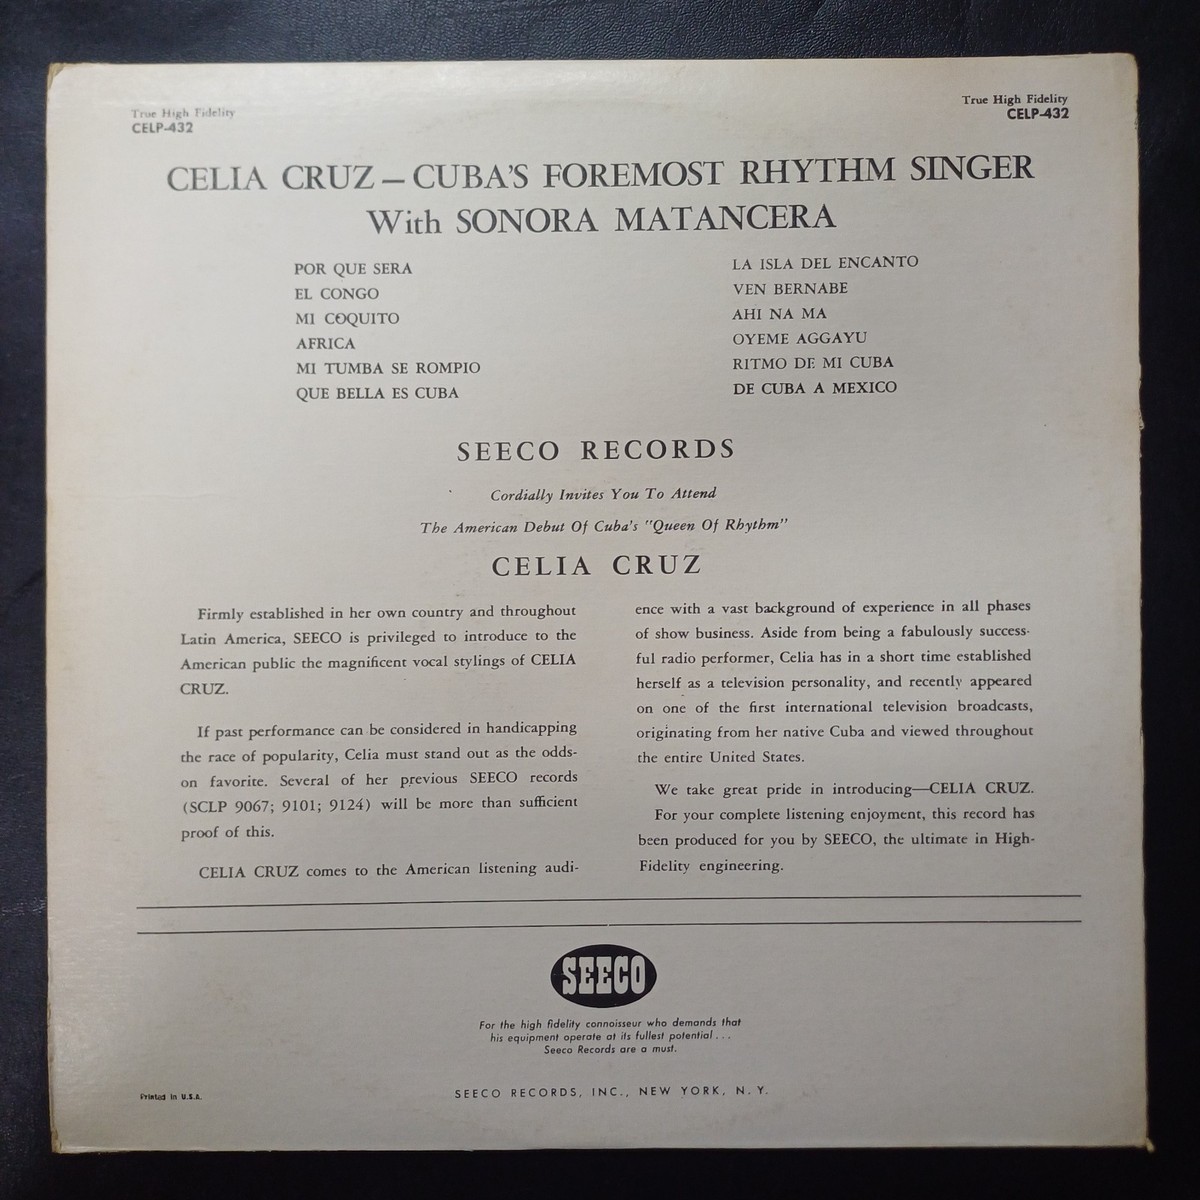 True High Fidelity
CELP-432
True High Fidelity
CELP-432
CELIA CRUZ – CUBA'S FOREMOST RHYTHM SINGER
With SONORA MATANCERA
POR QUE SERA
EL CONGO
MI COQUITO
AFRICA
MI TUMBA SE ROMPIO
QUE BELLA ES CUBA
LA ISLA DEL ENCANTO
VEN BERNABE
AHI NA MA
OYEME AGGAYU
RITMO DE MI CUBA
DE CUBA A MEXICO
SEECO RECORDS
Cordially Invites You To Attend
The American Debut Of Cuba's "Queen Of Rhythm"
CELIA CRUZ
Firmly established in her own country and throughout
Latin America, SEECO is privileged to introduce to the
American public the magnificent vocal stylings of CELIA
CRUZ.
If past performance can be considered in handicapping
the race of popularity, Celia must stand out as the odds-
on favorite. Several of her previous SEECO records
(SCLP 9067; 9101; 9124) will be more than sufficient
proof of this.
CELIA CRUZ comes to the American listening audi-
ence with a vast background of experience in all phases
of show business. Aside from being a fabulously success-
ful radio performer, Celia has in a short time established
herself as a television personality, and recently appeared
on one of the first international television broadcasts,
originating from her native Cuba and viewed throughout
the entire United States.
We take great pride in introducing—CELIA CRUZ.
For your complete listening enjoyment, this record has
been produced for you by SEECO, the ultimate in High-
Fidelity engineering.
SEECO
For the high fidelity connoisseur who demands that
his equipment operate at its fullest potential . . .
Seeco Records are a must.
Printed in U.S.A.
SEECO RECORDS, INC., NEW YORK, N. Y.